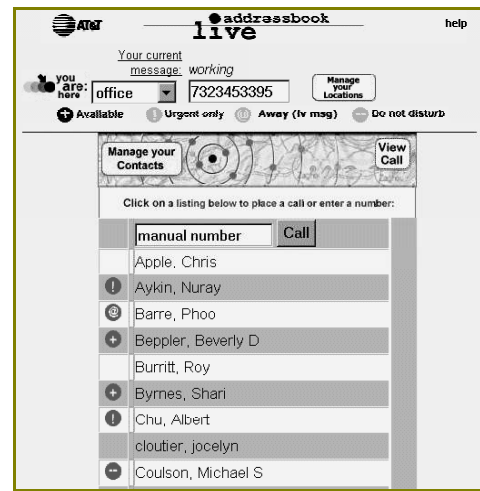 AT&T
addressbook
live
help
Your current
message: working
you
are:
here
office
7323453395
Manage
your
Locations
Available
Urgent only
Away (lv msg)
Do not disturb
Manage your
Contacts
View
Call
Click on a listing below to place a call or enter a number:
manual number
Call
Apple, Chris
! Aykin, Nuray
@ Barre, Phoo
+ Beppler, Beverly D
Burritt, Roy
+ Byrnes, Shari
! Chu, Albert
cloutier, jocelyn
− Coulson, Michael S